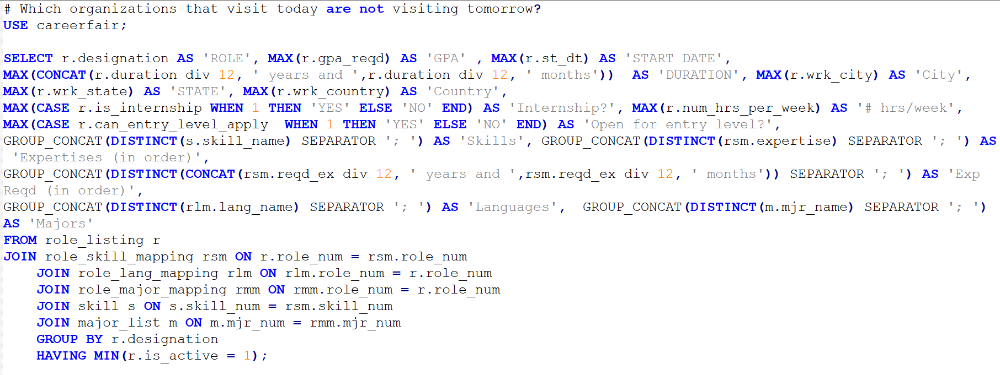 # Which organizations that visit today are not visiting tomorrow?
USE careerfair;
SELECT r.designation AS 'ROLE', MAX(r.gpa_reqd) AS 'GPA' , MAX(r.st_dt) AS 'START DATE',
MAX(CONCAT(r.duration div 12, ' years and ',r.duration div 12, ' months'))  AS 'DURATION', MAX(r.wrk_city) AS 'City',
MAX(r.wrk_state) AS 'STATE', MAX(r.wrk_country) AS 'Country',
MAX(CASE r.is_internship WHEN 1 THEN 'YES' ELSE 'NO' END) AS 'Internship?', MAX(r.num_hrs_per_week) AS '# hrs/week',
MAX(CASE r.can_entry_level_apply  WHEN 1 THEN 'YES' ELSE 'NO' END) AS 'Open for entry level?',
GROUP_CONCAT(DISTINCT(s.skill_name) SEPARATOR '; ') AS 'Skills', GROUP_CONCAT(DISTINCT(rsm.expertise) SEPARATOR '; ') AS
'Expertises (in order)',
GROUP_CONCAT(DISTINCT(CONCAT(rsm.reqd_ex div 12, ' years and ',rsm.reqd_ex div 12, ' months')) SEPARATOR '; ') AS 'Exp
Reqd (in order)',
GROUP_CONCAT(DISTINCT(rlm.lang_name) SEPARATOR '; ') AS 'Languages',  GROUP_CONCAT(DISTINCT(m.mjr_name) SEPARATOR '; ')
AS 'Majors'
FROM role_listing r
JOIN role_skill_mapping rsm ON r.role_num = rsm.role_num
    JOIN role_lang_mapping rlm ON rlm.role_num = r.role_num
    JOIN role_major_mapping rmm ON rmm.role_num = r.role_num
    JOIN skill s ON s.skill_num = rsm.skill_num
    JOIN major_list m ON m.mjr_num = rmm.mjr_num
    GROUP BY r.designation
    HAVING MIN(r.is_active = 1);